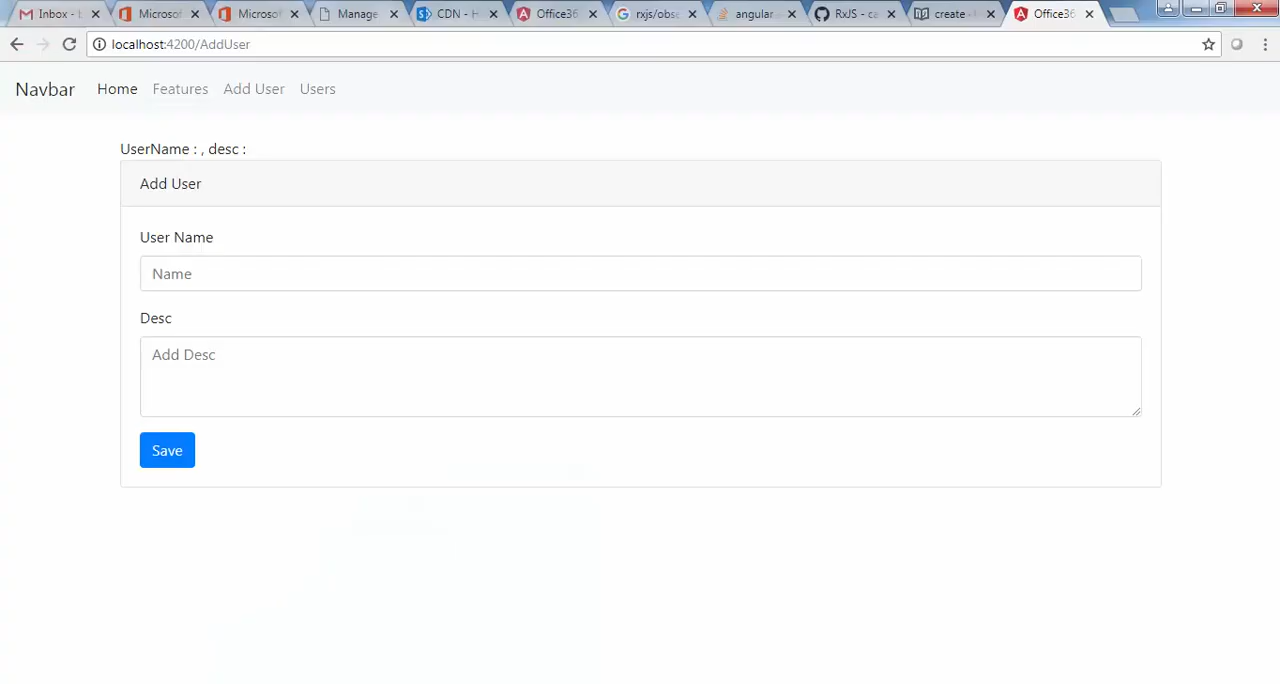 Inbox - Microsof Microsof Manage CDN - H Office36 rxjs/obs angular RxJS - ca create - Office36
localhost:4200/AddUser
Navbar Home Features Add User Users
UserName : , desc :
Add User
User Name
Name
Desc
Add Desc
Save